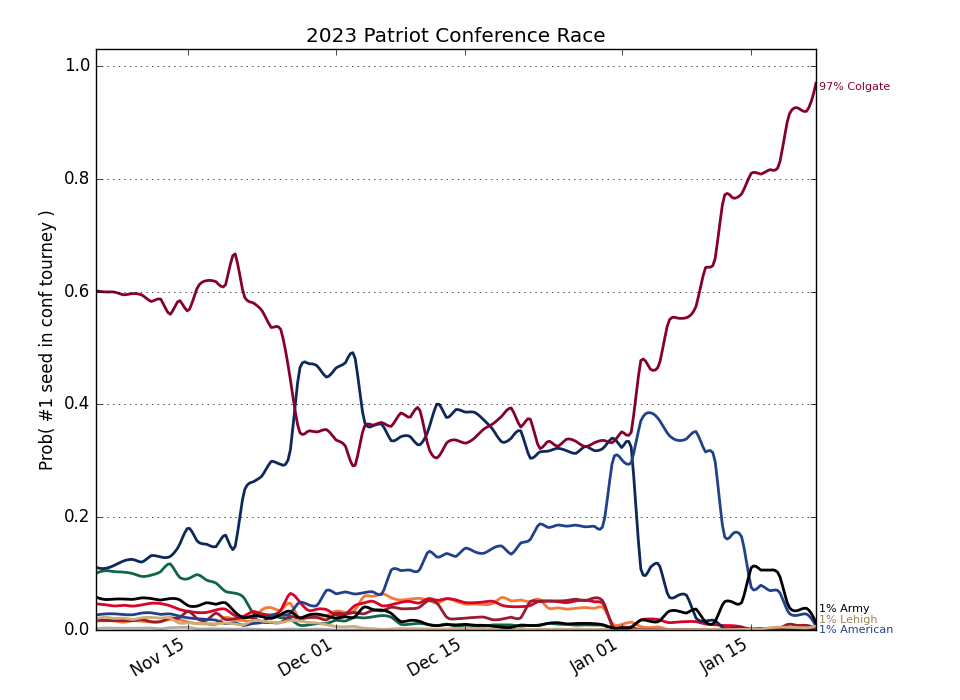 2023 Patriot Conference Race
Prob( #1 seed in conf tourney )
1.0
0.8
0.6
0.4
0.2
0.0
Nov 15
Dec 01
Dec 15
Jan 01
Jan 15
97% Colgate
1% Army
1% Lehigh
1% American